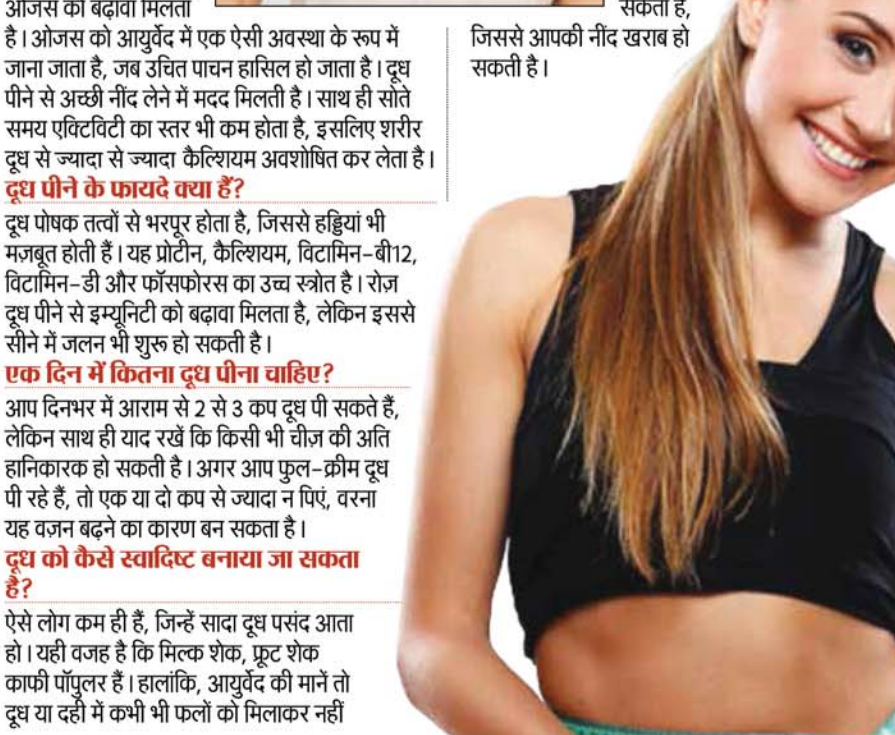 ओजस को बढ़ावा मिलता
है। ओजस को आयुर्वेद में एक ऐसी अवस्था के रूप में
जाना जाता है, जब उचित पाचन हासिल हो जाता है। दूध
पीने से अच्छी नींद लेने में मदद मिलती है। साथ ही सोते
समय एक्टिविटी का स्तर भी कम होता है, इसलिए शरीर
दूध से ज्यादा से ज्यादा कैल्शियम अवशोषित कर लेता है।
दूध पीने के फायदे क्या हैं?
दूध पोषक तत्वों से भरपूर होता है, जिससे हड्डियां भी
मज़बूत होती हैं। यह प्रोटीन, कैल्शियम, विटामिन-बी12,
विटामिन-डी और फॉसफोरस का उच्च स्त्रोत है। रोज़
दूध पीने से इम्यूनिटी को बढ़ावा मिलता है, लेकिन इससे
सीने में जलन भी शुरू हो सकती है।
एक दिन में कितना दूध पीना चाहिए?
आप दिनभर में आराम से 2 से 3 कप दूध पी सकते हैं,
लेकिन साथ ही याद रखें कि किसी भी चीज़ की अति
हानिकारक हो सकती है। अगर आप फुल-क्रीम दूध
पी रहे हैं, तो एक या दो कप से ज्यादा न पिएं, वरना
यह वज़न बढ़ने का कारण बन सकता है।
दूध को कैसे स्वादिष्ट बनाया जा सकता
है?
ऐसे लोग कम ही हैं, जिन्हें सादा दूध पसंद आता
हो। यही वजह है कि मिल्क शेक, फ्रूट शेक
काफी पॉपुलर हैं। हालांकि, आयुर्वेद की मानें तो
दूध या दही में कभी भी फलों को मिलाकर नहीं
सकता है,
जिससे आपकी नींद खराब हो
सकती है।